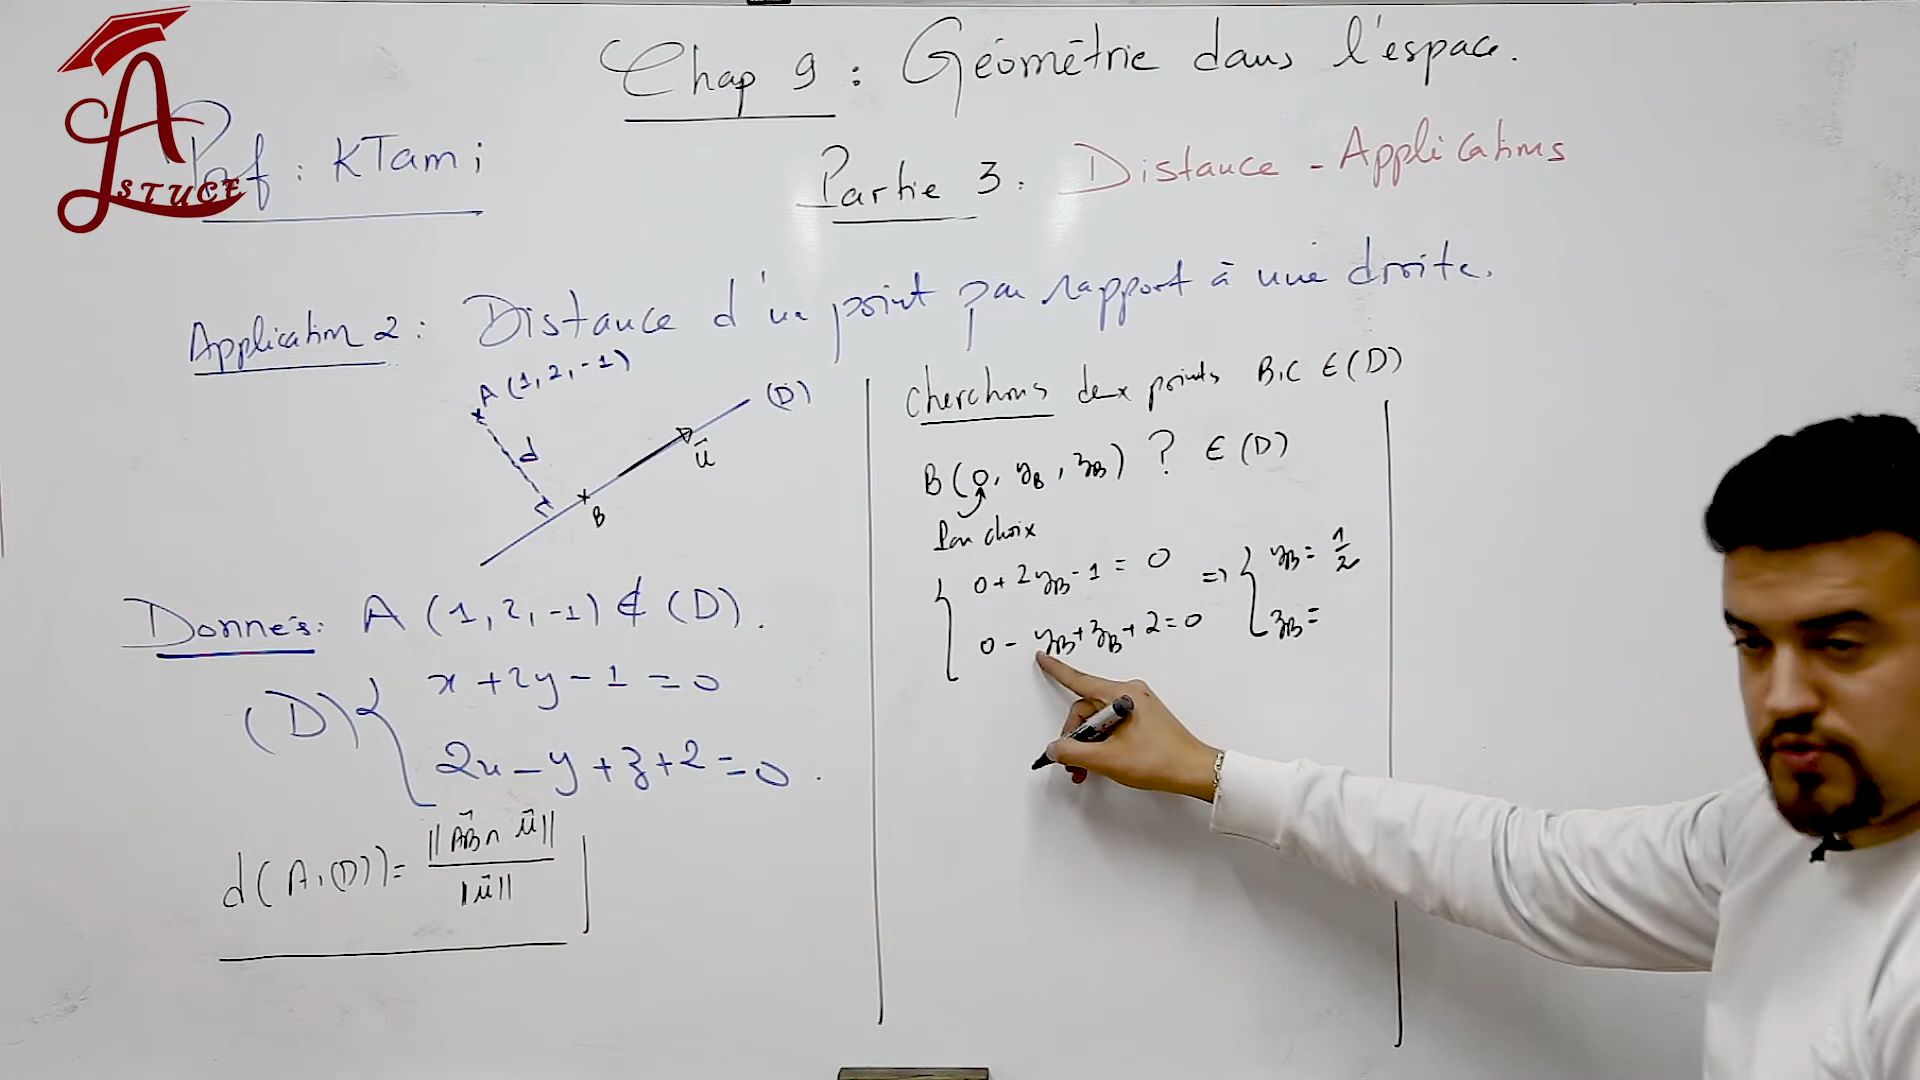 Chap 9 : Géométrie dans l'espace.
Prof : KTami
ASTUCE
Partie 3 : Distance - Applications
Application 2 : Distance d'un point par rapport à une droite.
A (1, 2, -1)
(D)
d
u⃗
B
Donnés : A (1, 2, -1) ∉ (D).
(D) { x + 2y - 1 = 0
2x - y + z + 2 = 0.
d(A,(D)) = ||AB⃗ ∧ u⃗|| / ||u⃗||
Cherchons deux points B, C ∈ (D)
B (0, yB, zB) ? ∈ (D)
Par choix
{ 0 + 2yB - 1 = 0 => { yB = 1/2
0 - yB + zB + 2 = 0 zB =